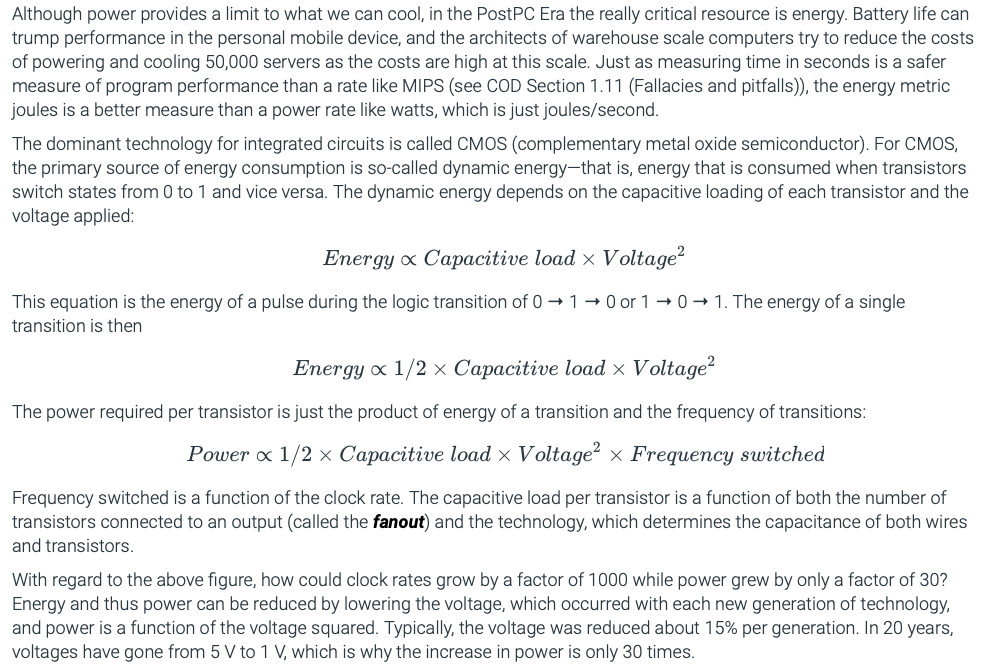 Although power provides a limit to what we can cool, in the PostPC Era the really critical resource is energy. Battery life can
trump performance in the personal mobile device, and the architects of warehouse scale computers try to reduce the costs
of powering and cooling 50,000 servers as the costs are high at this scale. Just as measuring time in seconds is a safer
measure of program performance than a rate like MIPS (see COD Section 1.11 (Fallacies and pitfalls)), the energy metric
joules is a better measure than a power rate like watts, which is just joules/second.
The dominant technology for integrated circuits is called CMOS (complementary metal oxide semiconductor). For CMOS,
the primary source of energy consumption is so-called dynamic energy—that is, energy that is consumed when transistors
switch states from 0 to 1 and vice versa. The dynamic energy depends on the capacitive loading of each transistor and the
voltage applied:
Energy ∝ Capacitive load × Voltage²
This equation is the energy of a pulse during the logic transition of 0 → 1 → 0 or 1 → 0 → 1. The energy of a single
transition is then
Energy ∝ 1/2 × Capacitive load × Voltage²
The power required per transistor is just the product of energy of a transition and the frequency of transitions:
Power ∝ 1/2 × Capacitive load × Voltage² × Frequency switched
Frequency switched is a function of the clock rate. The capacitive load per transistor is a function of both the number of
transistors connected to an output (called the fanout) and the technology, which determines the capacitance of both wires
and transistors.
With regard to the above figure, how could clock rates grow by a factor of 1000 while power grew by only a factor of 30?
Energy and thus power can be reduced by lowering the voltage, which occurred with each new generation of technology,
and power is a function of the voltage squared. Typically, the voltage was reduced about 15% per generation. In 20 years,
voltages have gone from 5 V to 1 V, which is why the increase in power is only 30 times.